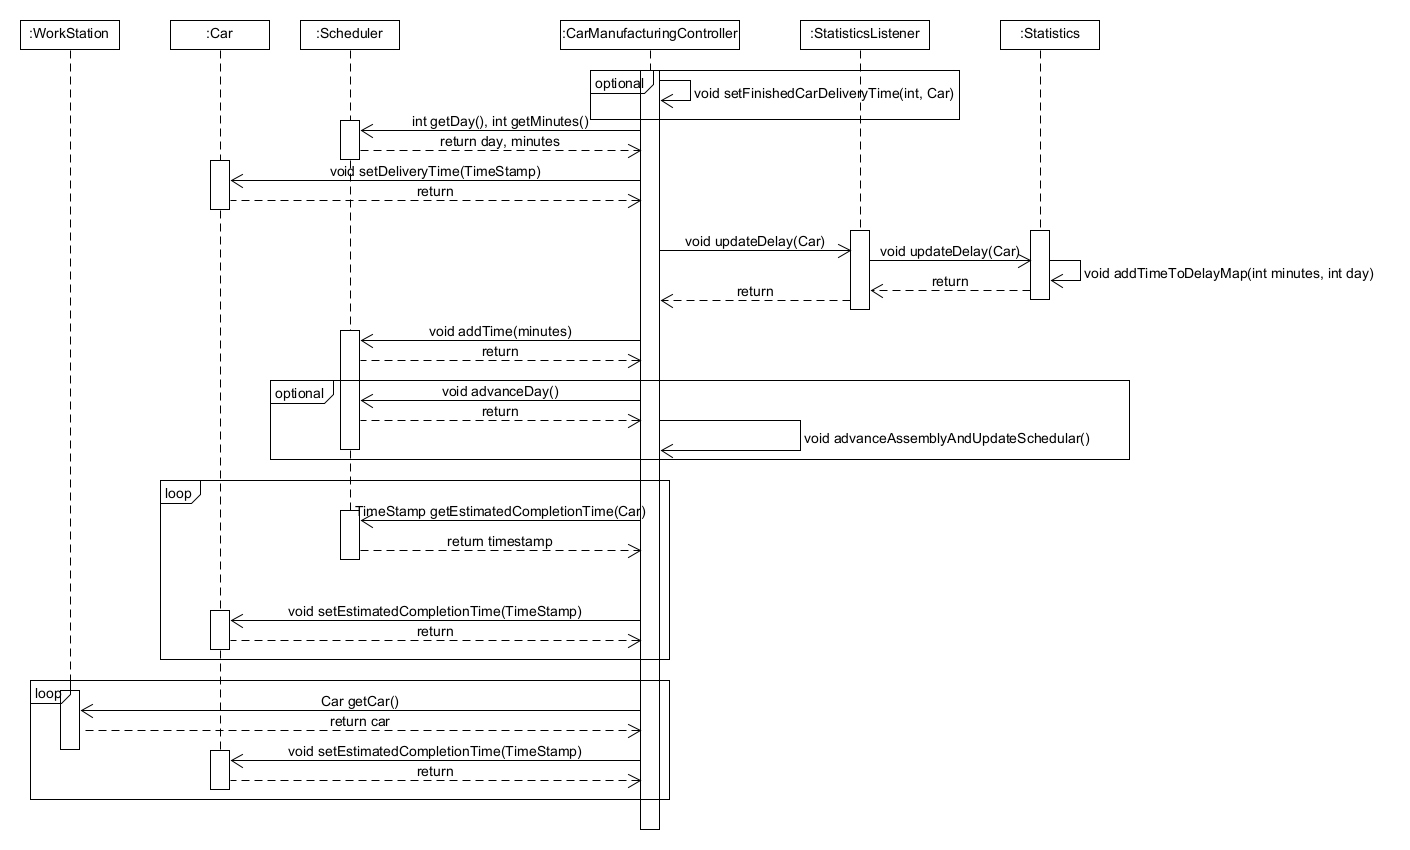 :WorkStation
:Car
:Scheduler
:CarManufacturingController
:StatisticsListener
:Statistics
optional
void setFinishedCarDeliveryTime(int, Car)
int getDay(), int getMinutes()
return day, minutes
void setDeliveryTime(TimeStamp)
return
void updateDelay(Car)
void updateDelay(Car)
void addTimeToDelayMap(int minutes, int day)
return
return
void addTime(minutes)
return
optional
void advanceDay()
return
void advanceAssemblyAndUpdateSchedular()
loop
TimeStamp getEstimatedCompletionTime(Car)
return timestamp
void setEstimatedCompletionTime(TimeStamp)
return
loop
Car getCar()
return car
void setEstimatedCompletionTime(TimeStamp)
return